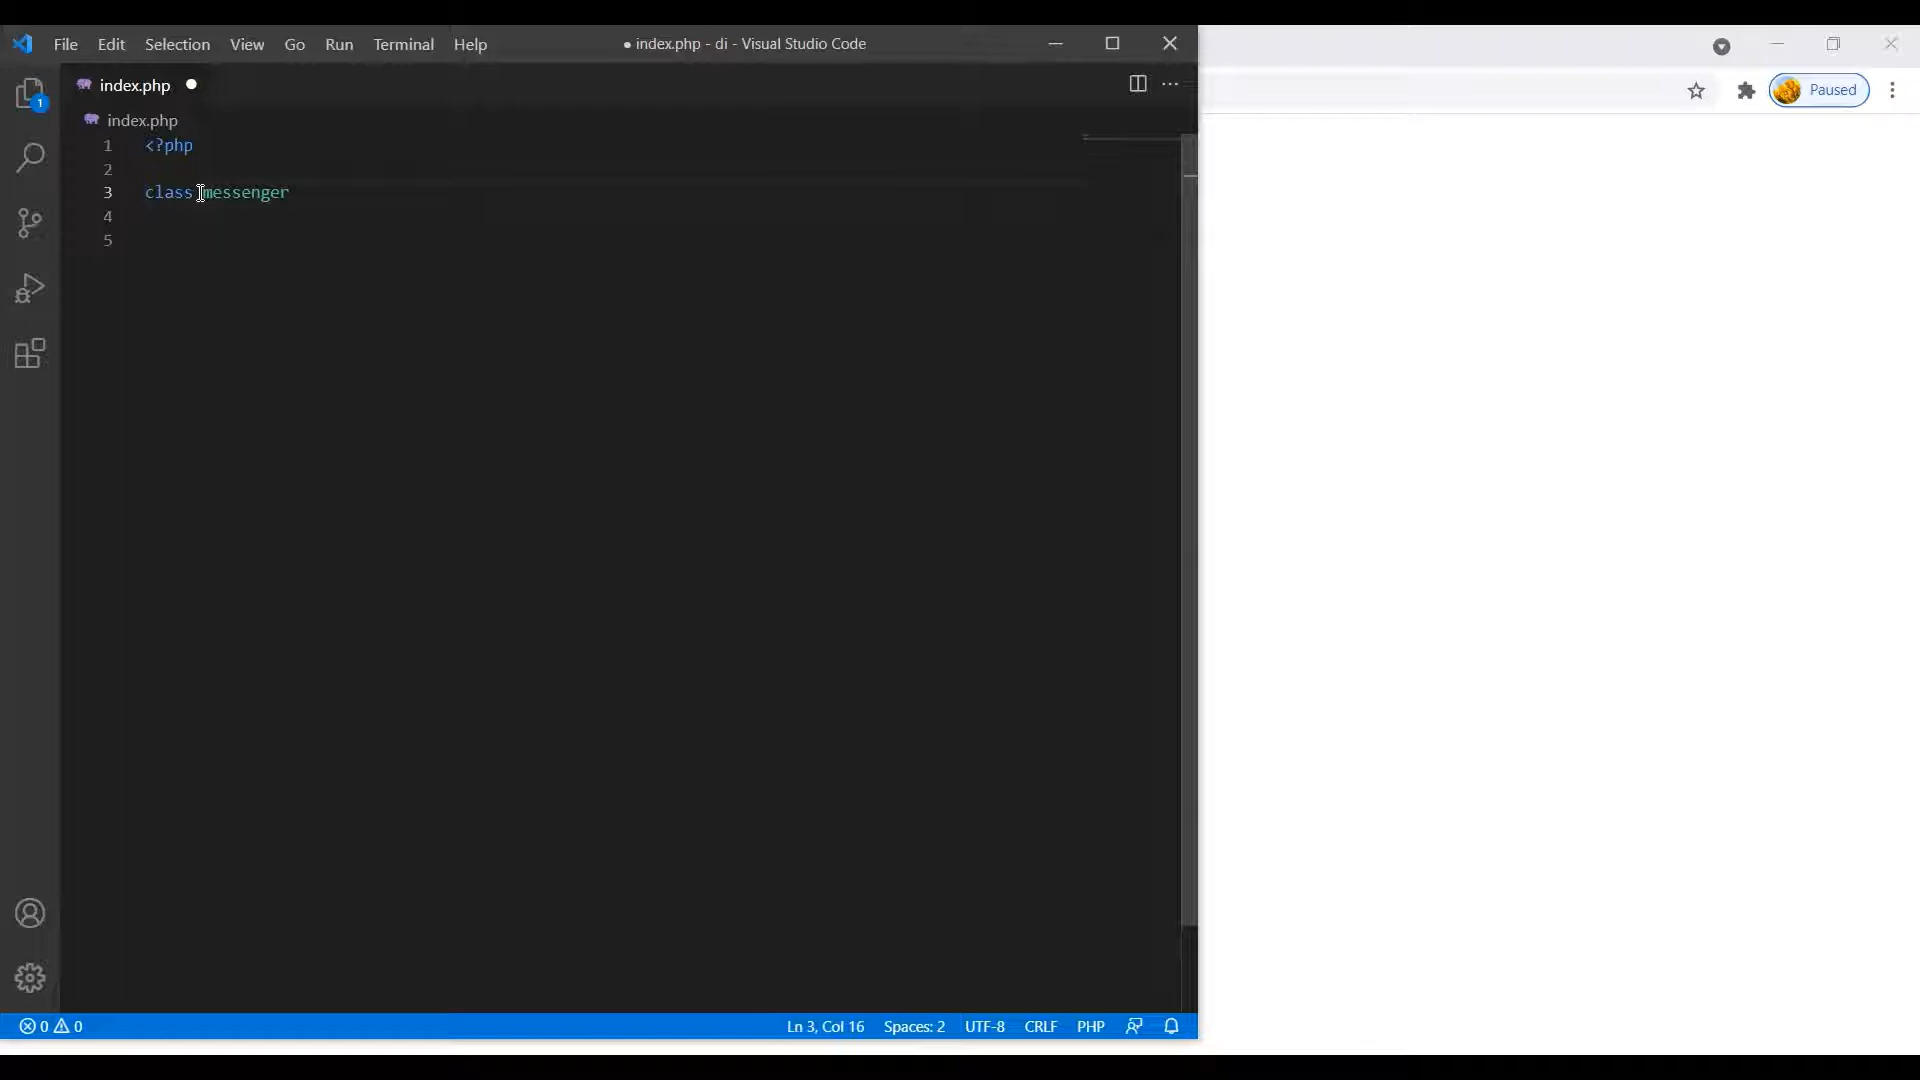 File Edit Selection View Go Run Terminal Help ● index.php - di - Visual Studio Code
index.php ●
Paused
index.php
1 <?php
2
3 class messenger
4
5
1
0 0 Ln 3, Col 16 Spaces: 2 UTF-8 CRLF PHP